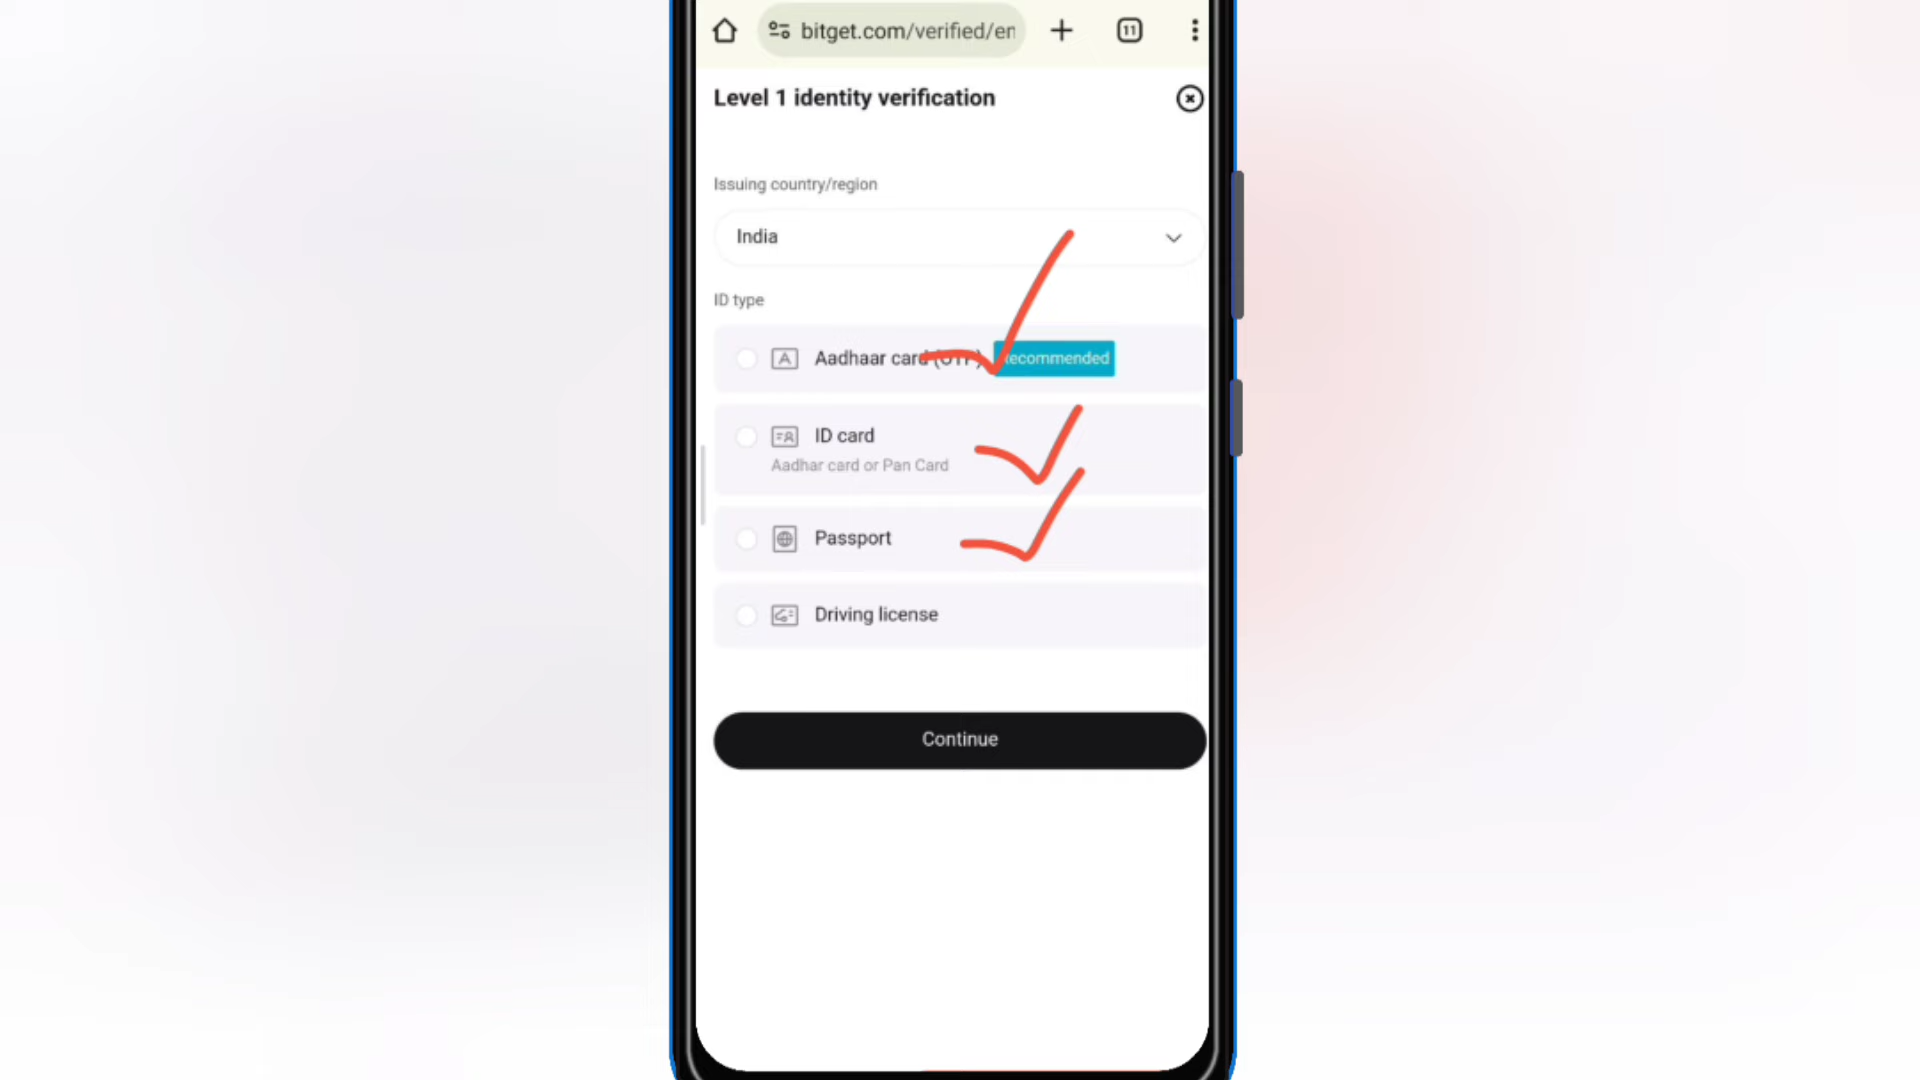 bitget.com/verified/en
11
Level 1 identity verification
Issuing country/region
India
ID type
Aadhaar card (OTP) Recommended
ID card
Aadhar card or Pan Card
Passport
Driving license
Continue